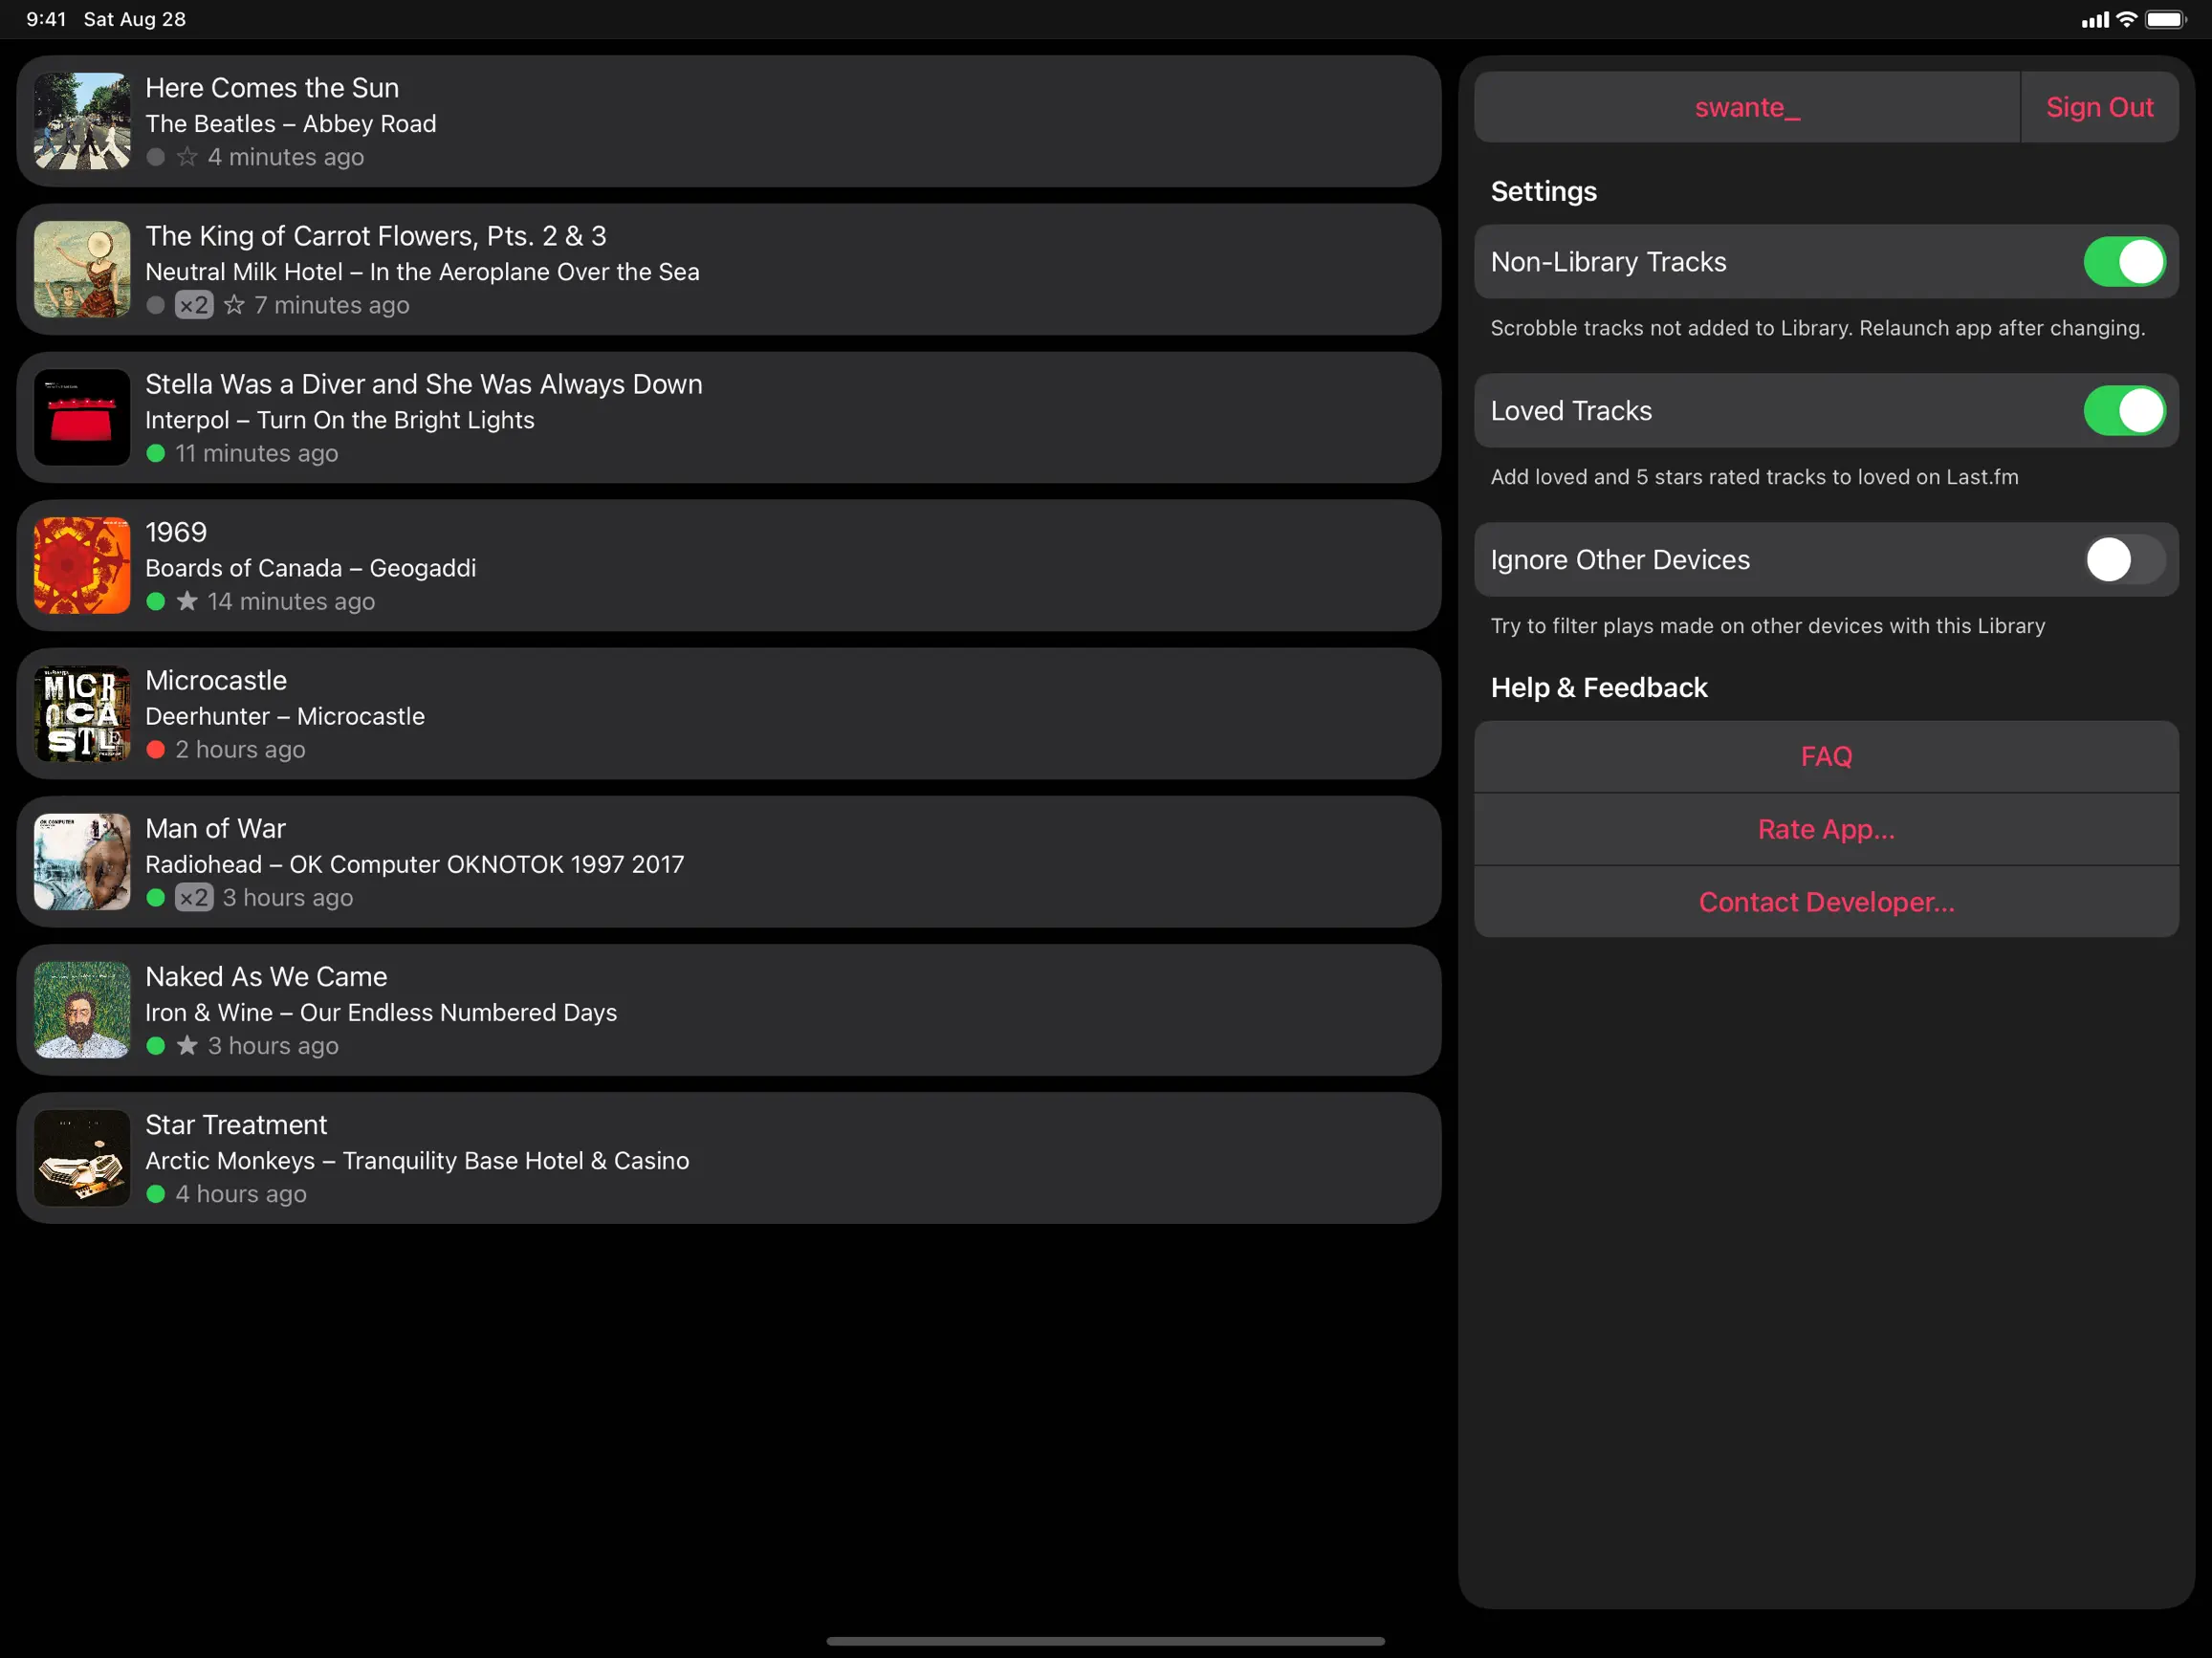 9:41 Sat Aug 28
Here Comes the Sun
The Beatles – Abbey Road
☆ 4 minutes ago
The King of Carrot Flowers, Pts. 2 & 3
Neutral Milk Hotel – In the Aeroplane Over the Sea
×2 ☆ 7 minutes ago
Stella Was a Diver and She Was Always Down
Interpol – Turn On the Bright Lights
11 minutes ago
1969
Boards of Canada – Geogaddi
★ 14 minutes ago
MICR
OCA
STLE
Microcastle
Deerhunter – Microcastle
2 hours ago
OK COMPUTER
Man of War
Radiohead – OK Computer OKNOTOK 1997 2017
×2 3 hours ago
Naked As We Came
Iron & Wine – Our Endless Numbered Days
★ 3 hours ago
Star Treatment
Arctic Monkeys – Tranquility Base Hotel & Casino
4 hours ago
swante_ Sign Out
Settings
Non-Library Tracks
Scrobble tracks not added to Library. Relaunch app after changing.
Loved Tracks
Add loved and 5 stars rated tracks to loved on Last.fm
Ignore Other Devices
Try to filter plays made on other devices with this Library
Help & Feedback
FAQ
Rate App...
Contact Developer...